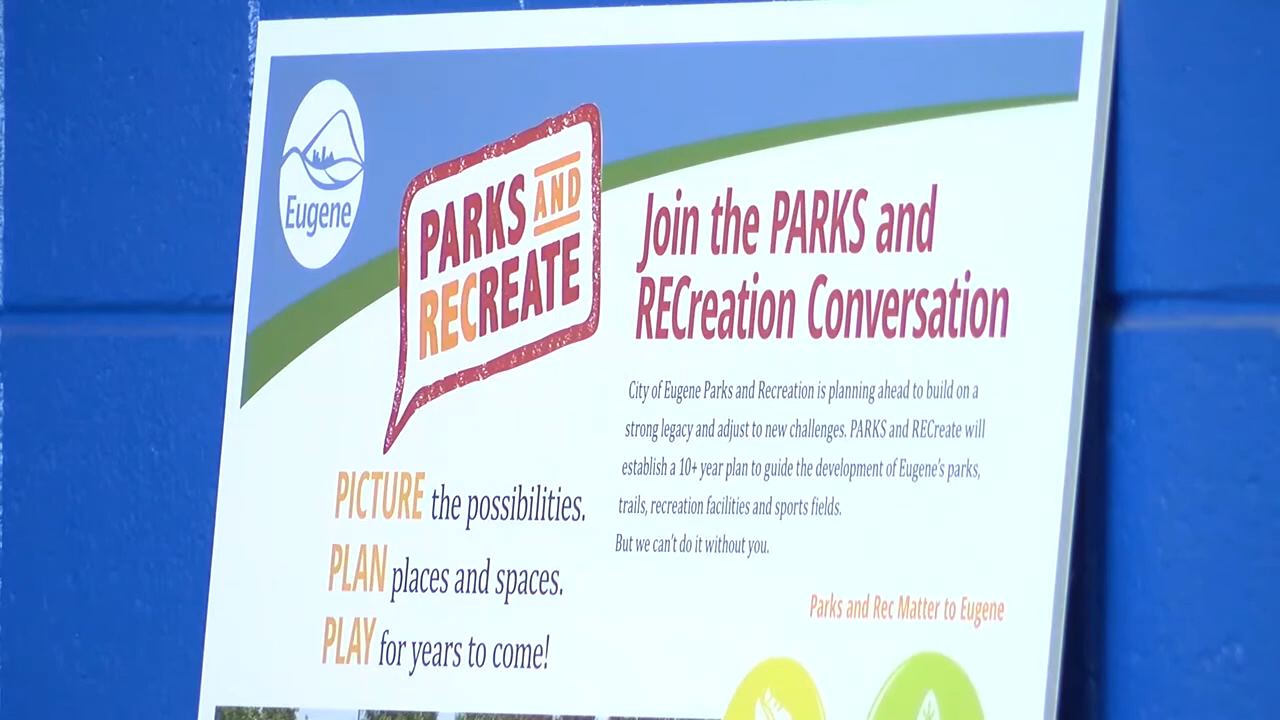 Eugene
PARKS AND
RECREATE
Join the PARKS and
RECreation Conversation
City of Eugene Parks and Recreation is planning ahead to build on a
strong legacy and adjust to new challenges. PARKS and RECreate will
establish a 10+ year plan to guide the development of Eugene's parks,
trails, recreation facilities and sports fields.
But we can't do it without you.
PICTURE the possibilities.
PLAN places and spaces.
PLAY for years to come!
Parks and Rec Matter to Eugene